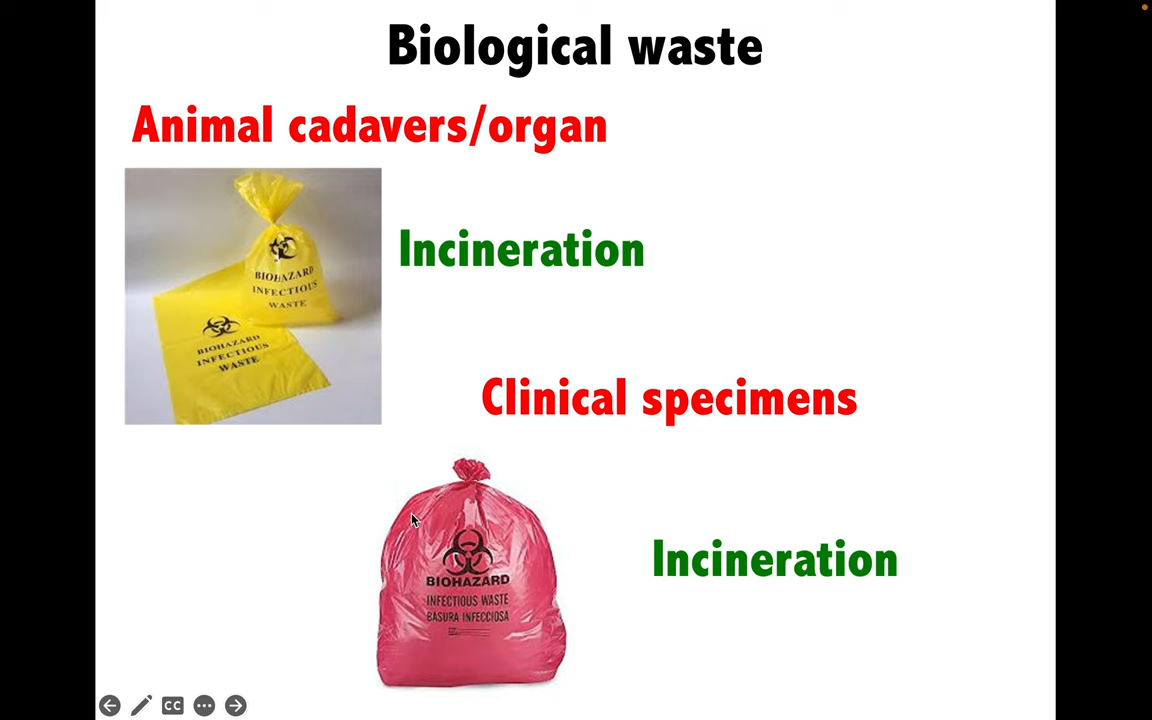 Biological waste
Animal cadavers/organ
BIOHAZARD
INFECTIOUS
WASTE
BIOHAZARD
INFECTIOUS
WASTE
Incineration
Clinical specimens
BIOHAZARD
INFECTIOUS WASTE
BASURA INFECCIOSA
Incineration
CC